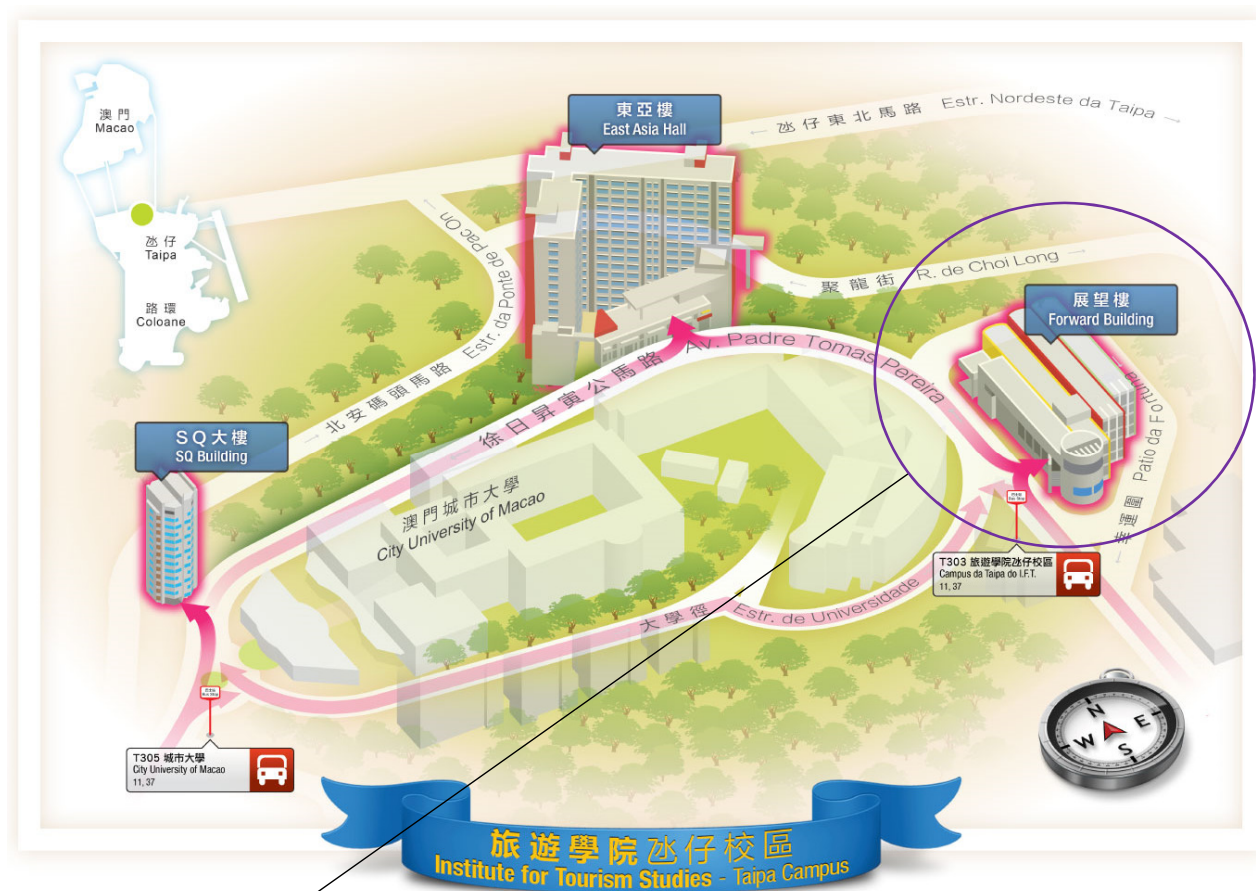 澳門
Macao
氹仔
Taipa
路環
Coloane
東亞樓
East Asia Hall
← 氹仔東北馬路 Estr. Nordeste da Taipa →
← 聚龍街 R. de Choi Long →
展望樓
Forward Building
← 幸運圍 Patio da Fortuna →
→ 北安碼頭馬路 Estr. da Ponte de Pac On ←
← 徐日昇寅公馬路 Av. Padre Tomas Pereira
SQ大樓
SQ Building
澳門城市大學
City University of Macao
大學徑 Estr. de Universidade
T303 旅遊學院氹仔校區
Campus da Taipa do I.F.T.
11, 37
T305 城市大學
City University of Macao
11, 37
N
E
S
W
旅遊學院氹仔校區
Institute for Tourism Studies - Taipa Campus